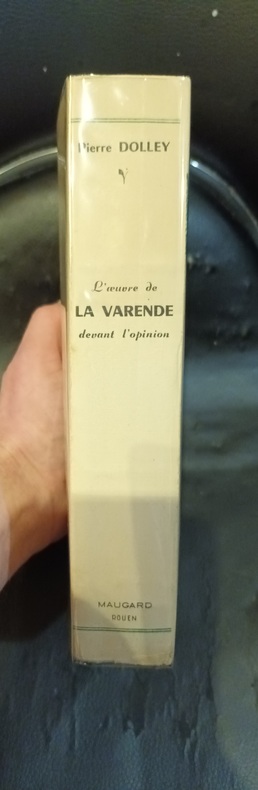 Pierre DOLLEY
L'œuvre de
LA VARENDE
devant l'opinion
MAUGARD
ROUEN